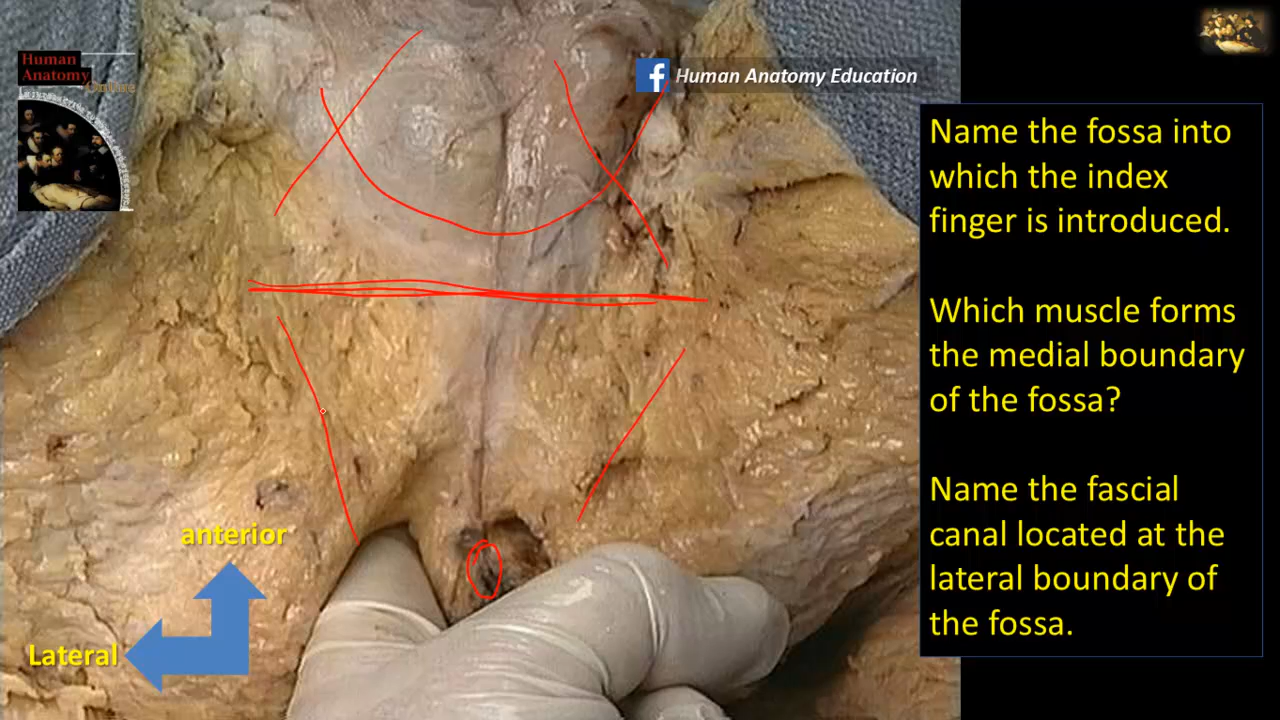 Human
Anatomy
Human Anatomy Education
Name the fossa into
which the index
finger is introduced.
Which muscle forms
the medial boundary
of the fossa?
Name the fascial
canal located at the
lateral boundary of
the fossa.
anterior
Lateral